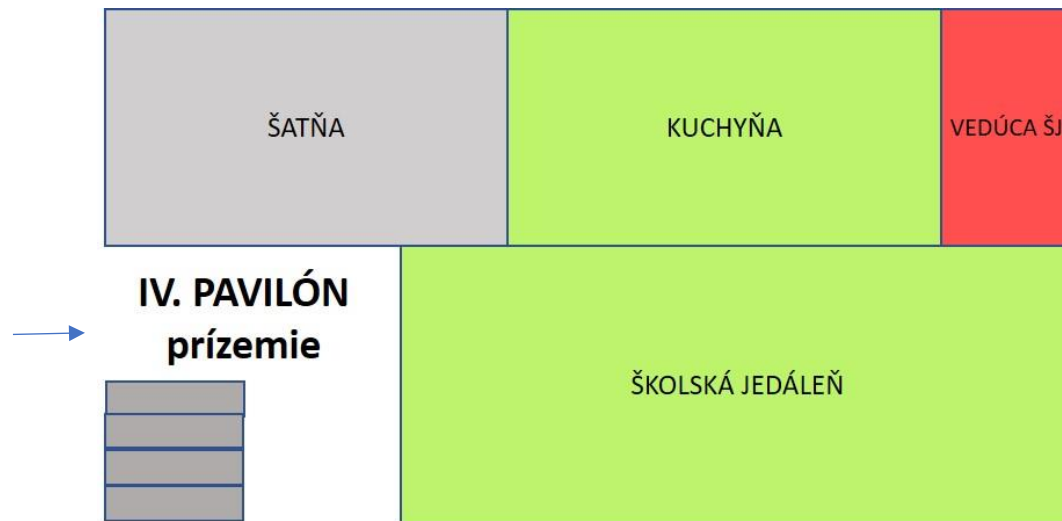 ŠATŇA
KUCHYŇA
VEDÚCA ŠJ
IV. PAVILÓN
prízemie
ŠKOLSKÁ JEDÁLEŇ